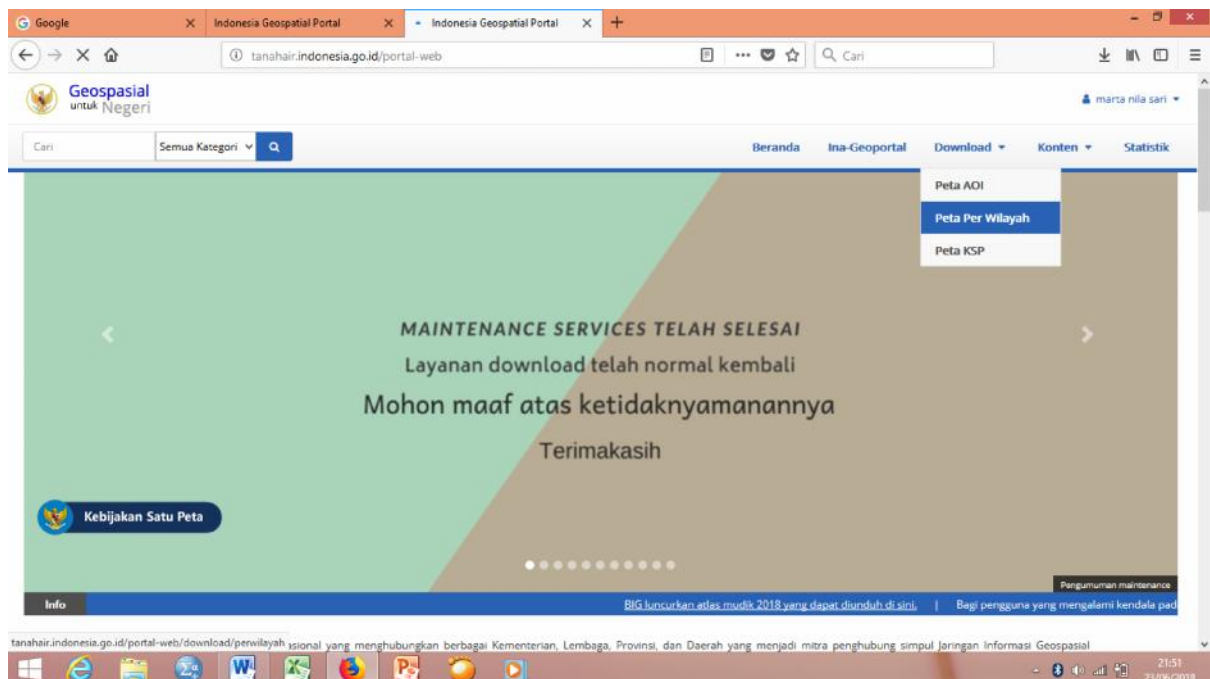 Google
Indonesia Geospatial Portal
Indonesia Geospatial Portal
tanahair.indonesia.go.id/portal-web
Cari
Geospasial
untuk Negeri
marta nila sari
Cari
Semua Kategori
Beranda
Ina-Geoportal
Download
Konten
Statistik
Peta AOI
Peta Per Wilayah
Peta KSP
MAINTENANCE SERVICES TELAH SELESAI
Layanan download telah normal kembali
Mohon maaf atas ketidaknyamanannya
Terimakasih
Kebijakan Satu Peta
Pengumuman maintenance
Info
BIG luncurkan atlas mudik 2018 yang dapat diunduh di sini. | Bagi pengguna yang mengalami kendala pad
tanahair.indonesia.go.id/portal-web/download/perwilayah
asional yang menghubungkan berbagai Kementerian, Lembaga, Provinsi, dan Daerah yang menjadi mitra penghubung simpul Jaringan Informasi Geospasial
21:51
23/06/2018